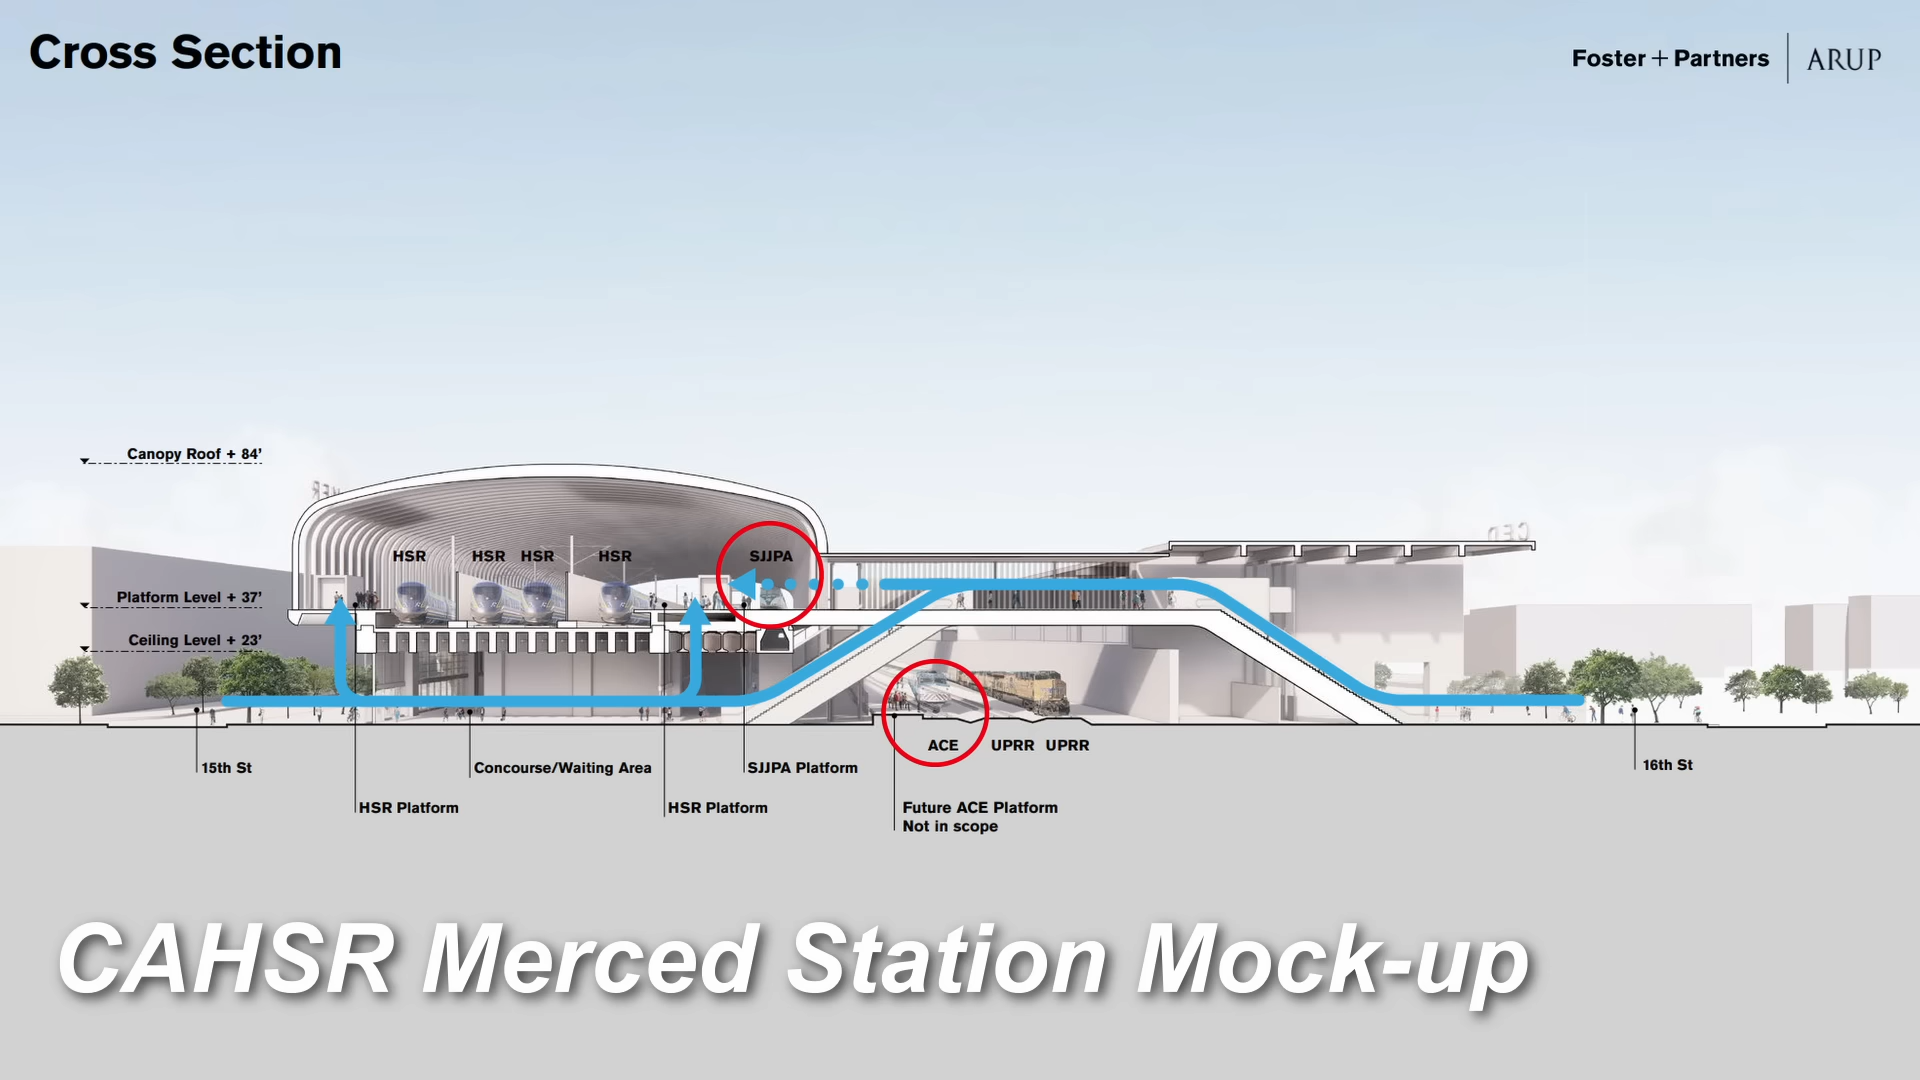 Cross Section
Foster + Partners
ARUP
Canopy Roof + 84'
HSR
HSR
HSR
HSR
SJJPA
Platform Level + 37'
Ceiling Level + 23'
ACE
UPRR
UPRR
15th St
Concourse/Waiting Area
SJJPA Platform
16th St
HSR Platform
HSR Platform
Future ACE Platform
Not in scope
CAHSR Merced Station Mock-up